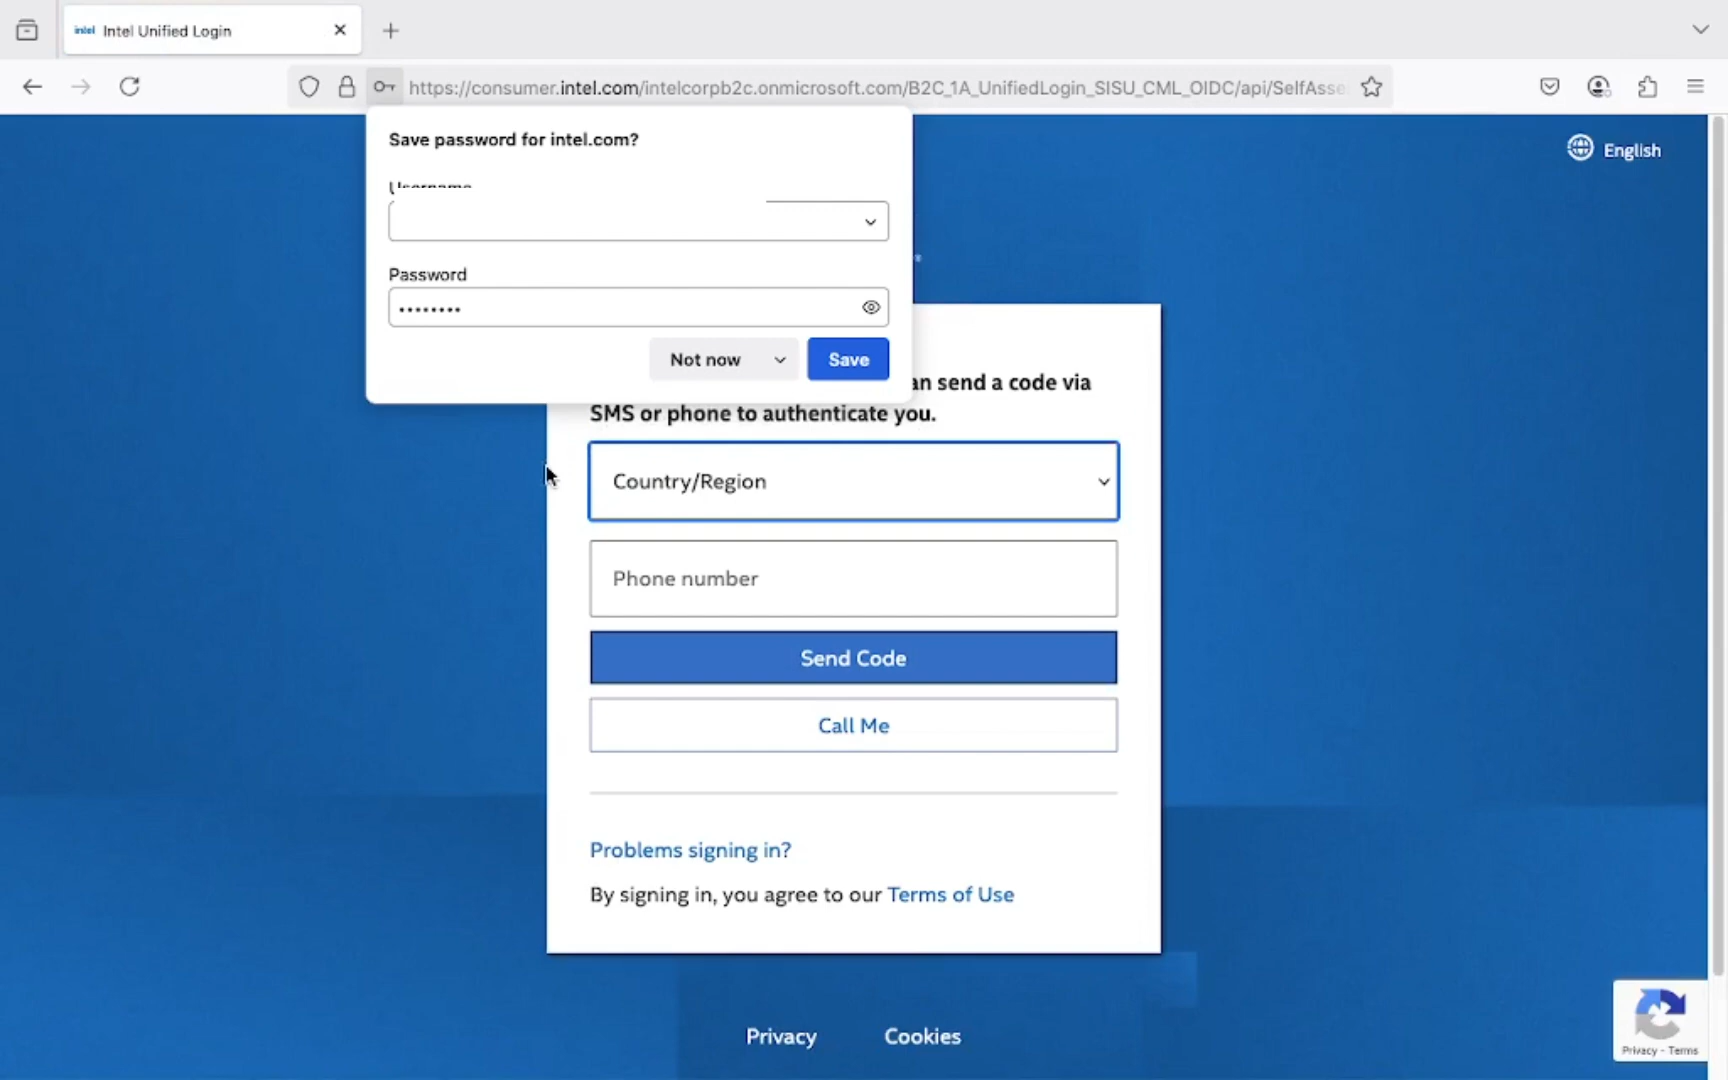 intel Intel Unified Login
https://consumer.intel.com/intelcorpb2c.onmicrosoft.com/B2C_1A_UnifiedLogin_SISU_CML_OIDC/api/SelfAsse
English
Save password for intel.com?
Username
Password
Not now
Save
an send a code via
SMS or phone to authenticate you.
Country/Region
Phone number
Send Code
Call Me
Problems signing in?
By signing in, you agree to our Terms of Use
Privacy
Cookies
Privacy - Terms